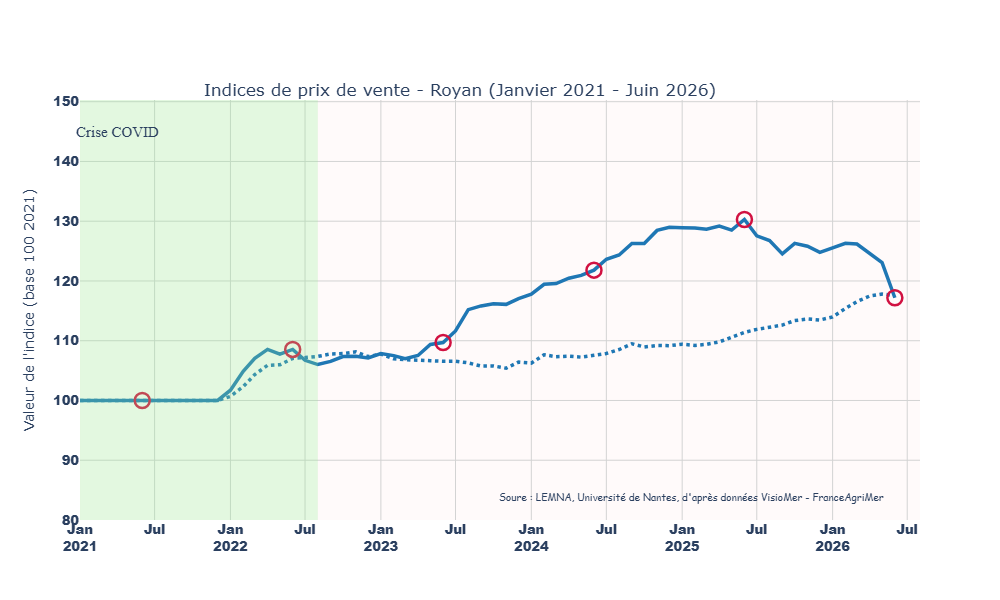 Indices de prix de vente - Royan (Janvier 2021 - Juin 2026)
150
Crise COVID
140
130
120
110
100
90
80
Valeur de l'indice (base 100 2021)
Soure : LEMNA, Université de Nantes, d'après données VisioMer - FranceAgriMer
Jan Jul Jan Jul Jan Jul Jan Jul Jan Jul Jan Jul
2021 2022 2023 2024 2025 2026